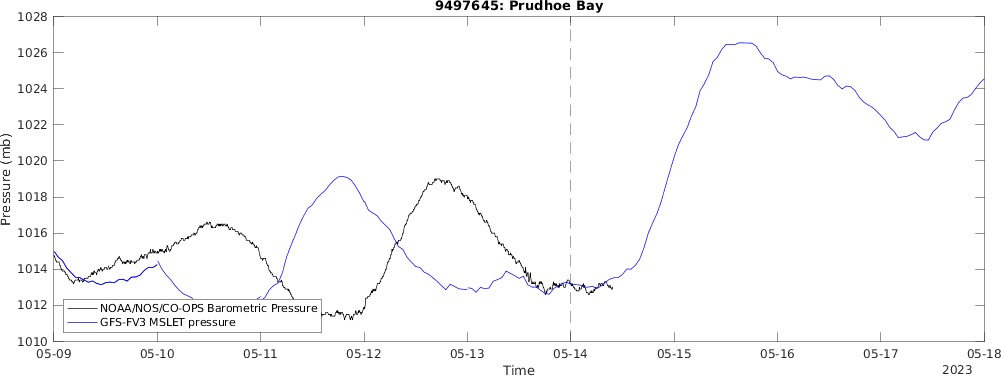 9497645: Prudhoe Bay
Pressure (mb)
1028
1026
1024
1022
1020
1018
1016
1014
1012
1010
NOAA/NOS/CO-OPS Barometric Pressure
GFS-FV3 MSLET pressure
05-09 05-10 05-11 05-12 05-13 05-14 05-15 05-16 05-17 05-18
Time
2023